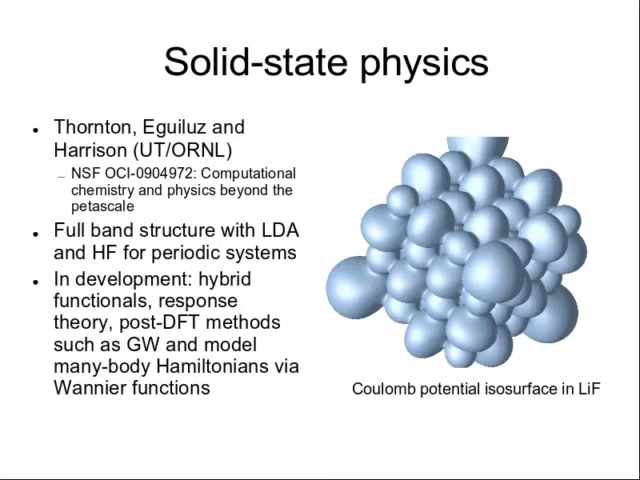 Solid-state physics
• Thornton, Eguiluz and
Harrison (UT/ORNL)
– NSF OCI-0904972: Computational
chemistry and physics beyond the
petascale
• Full band structure with LDA
and HF for periodic systems
• In development: hybrid
functionals, response
theory, post-DFT methods
such as GW and model
many-body Hamiltonians via
Wannier functions
Coulomb potential isosurface in LiF